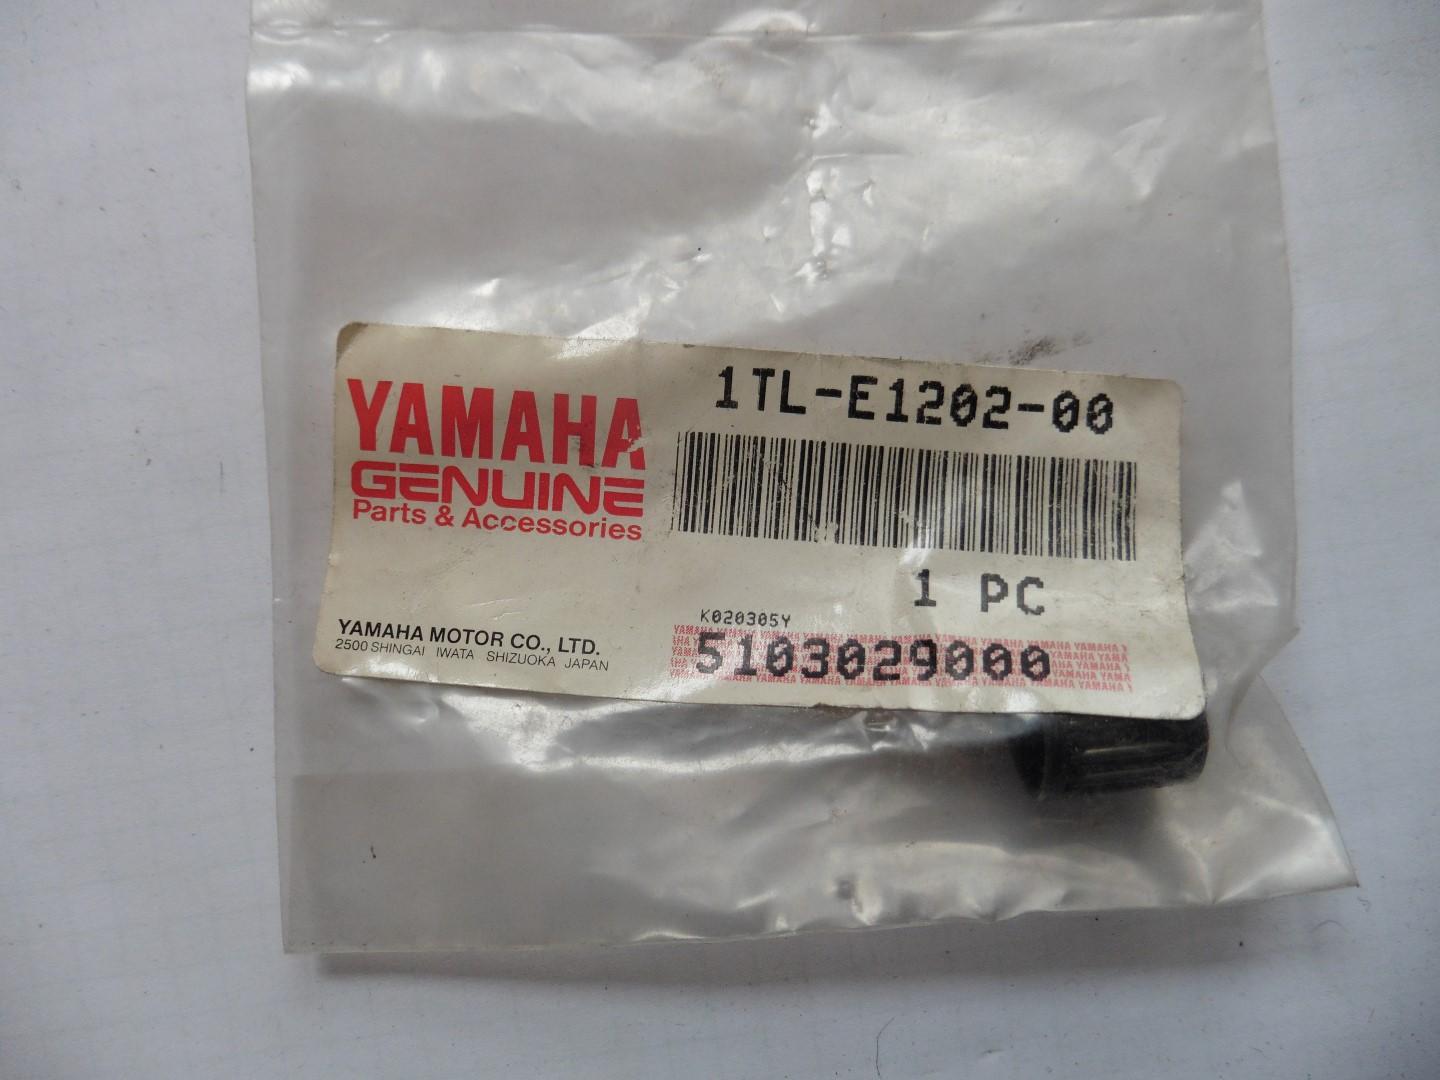 YAMAHA
GENUINE
Parts & Accessories
YAMAHA MOTOR CO., LTD.
2500 SHINGAI IWATA SHIZUOKA JAPAN
1TL-E1202-00
1 PC
K020305Y
5103029000